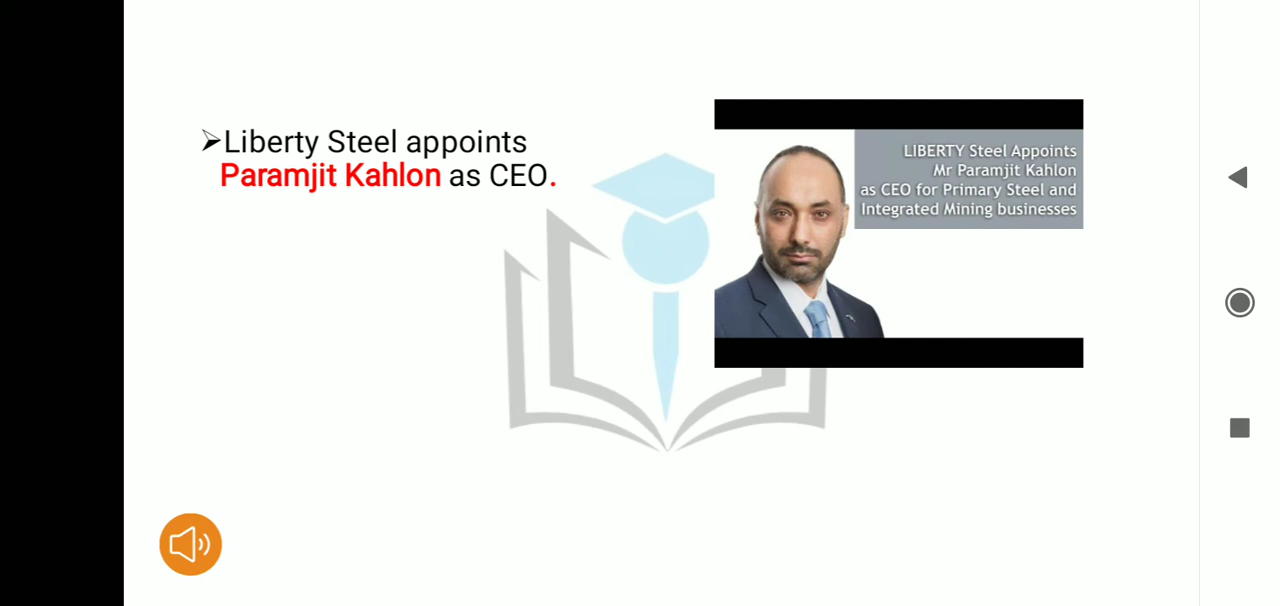 ➢Liberty Steel appoints
Paramjit Kahlon as CEO.
LIBERTY Steel Appoints
Mr Paramjit Kahlon
as CEO for Primary Steel and
Integrated Mining businesses